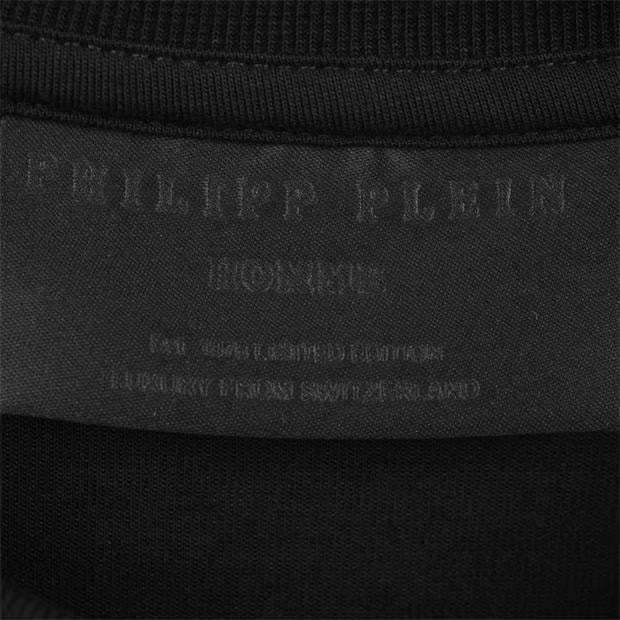 PHILIPP PLEIN
HOMME
LIMITED EDITION
LUXURY FROM SWITZERLAND